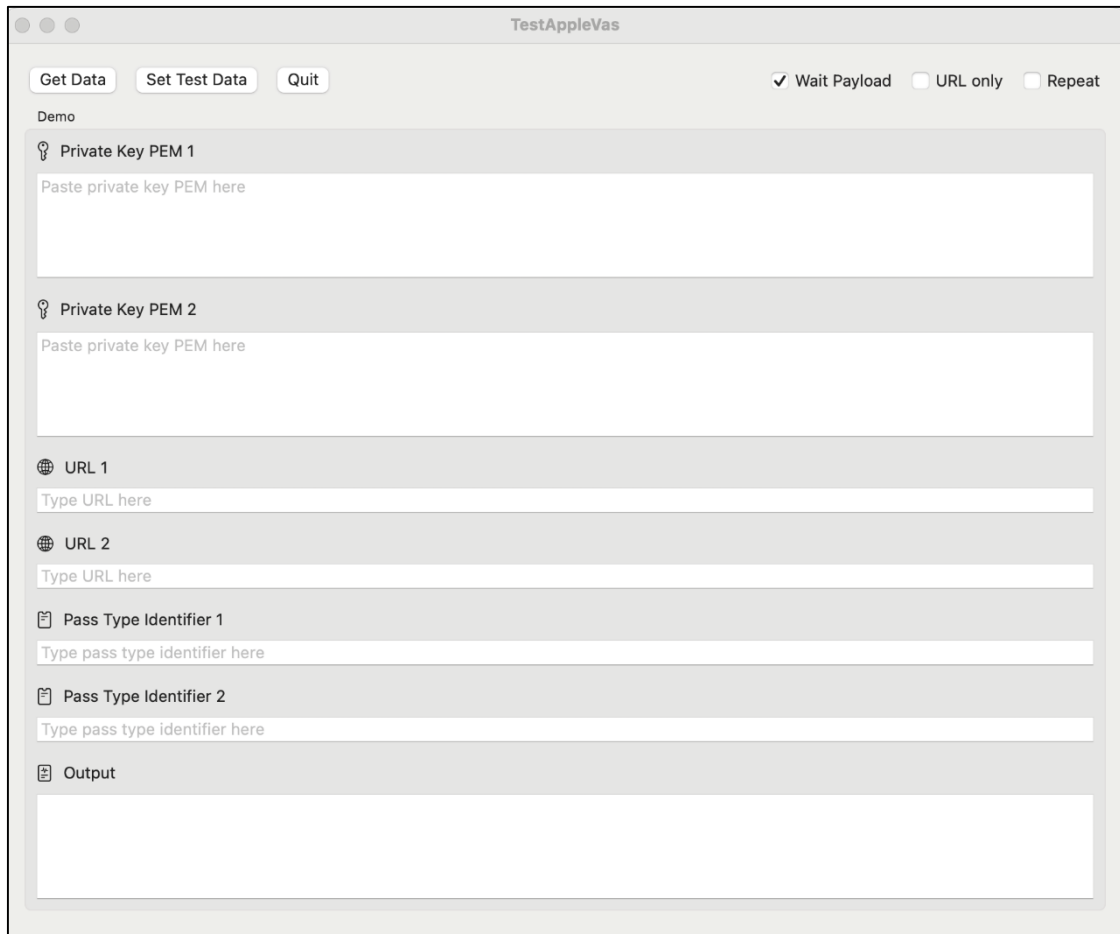 TestAppleVas
Get Data Set Test Data Quit Wait Payload URL only Repeat
Demo
Private Key PEM 1
Paste private key PEM here
Private Key PEM 2
Paste private key PEM here
URL 1
Type URL here
URL 2
Type URL here
Pass Type Identifier 1
Type pass type identifier here
Pass Type Identifier 2
Type pass type identifier here
Output